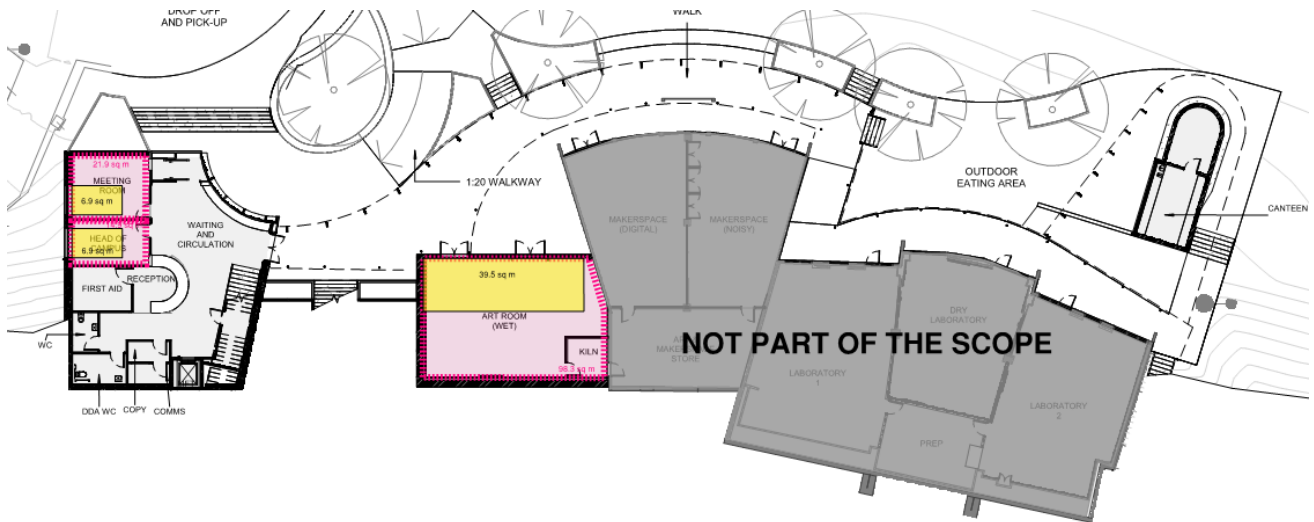 DROP OFF
AND PICK-UP
WALK
21.9 sq m
MEETING
ROOM
6.9 sq m
HEAD OF
CAMPUS
6.9 sq m
WAITING
AND
CIRCULATION
RECEPTION
FIRST AID
WC
DDA WC
COPY
COMMS
1:20 WALKWAY
39.5 sq m
ART ROOM
(WET)
KILN
98.3 sq m
MAKERSPACE
(DIGITAL)
MAKERSPACE
(NOISY)
STORE
NOT PART OF THE SCOPE
DRY
LABORATORY
LABORATORY
1
LABORATORY
2
PREP
OUTDOOR
EATING AREA
CANTEEN